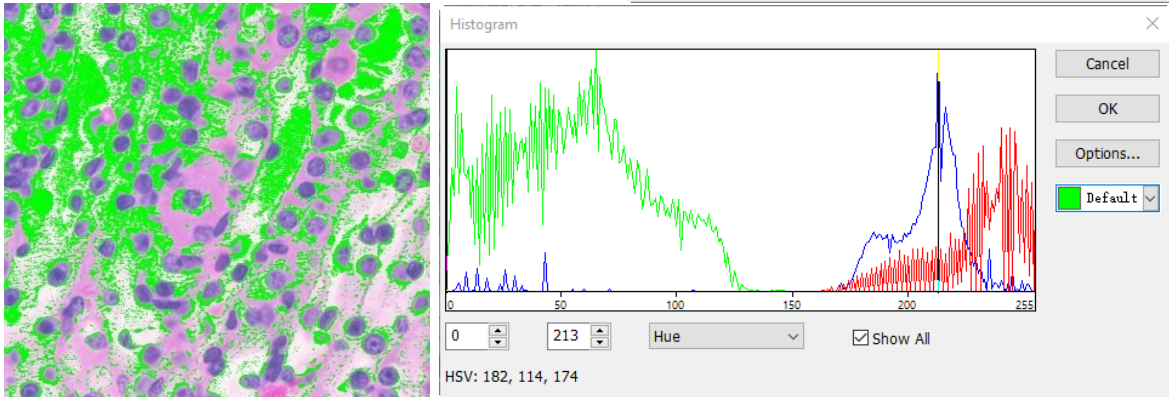 Histogram
Cancel
OK
Options...
Default
0 50 100 150 200 255
0 213 Hue Show All
HSV: 182, 114, 174